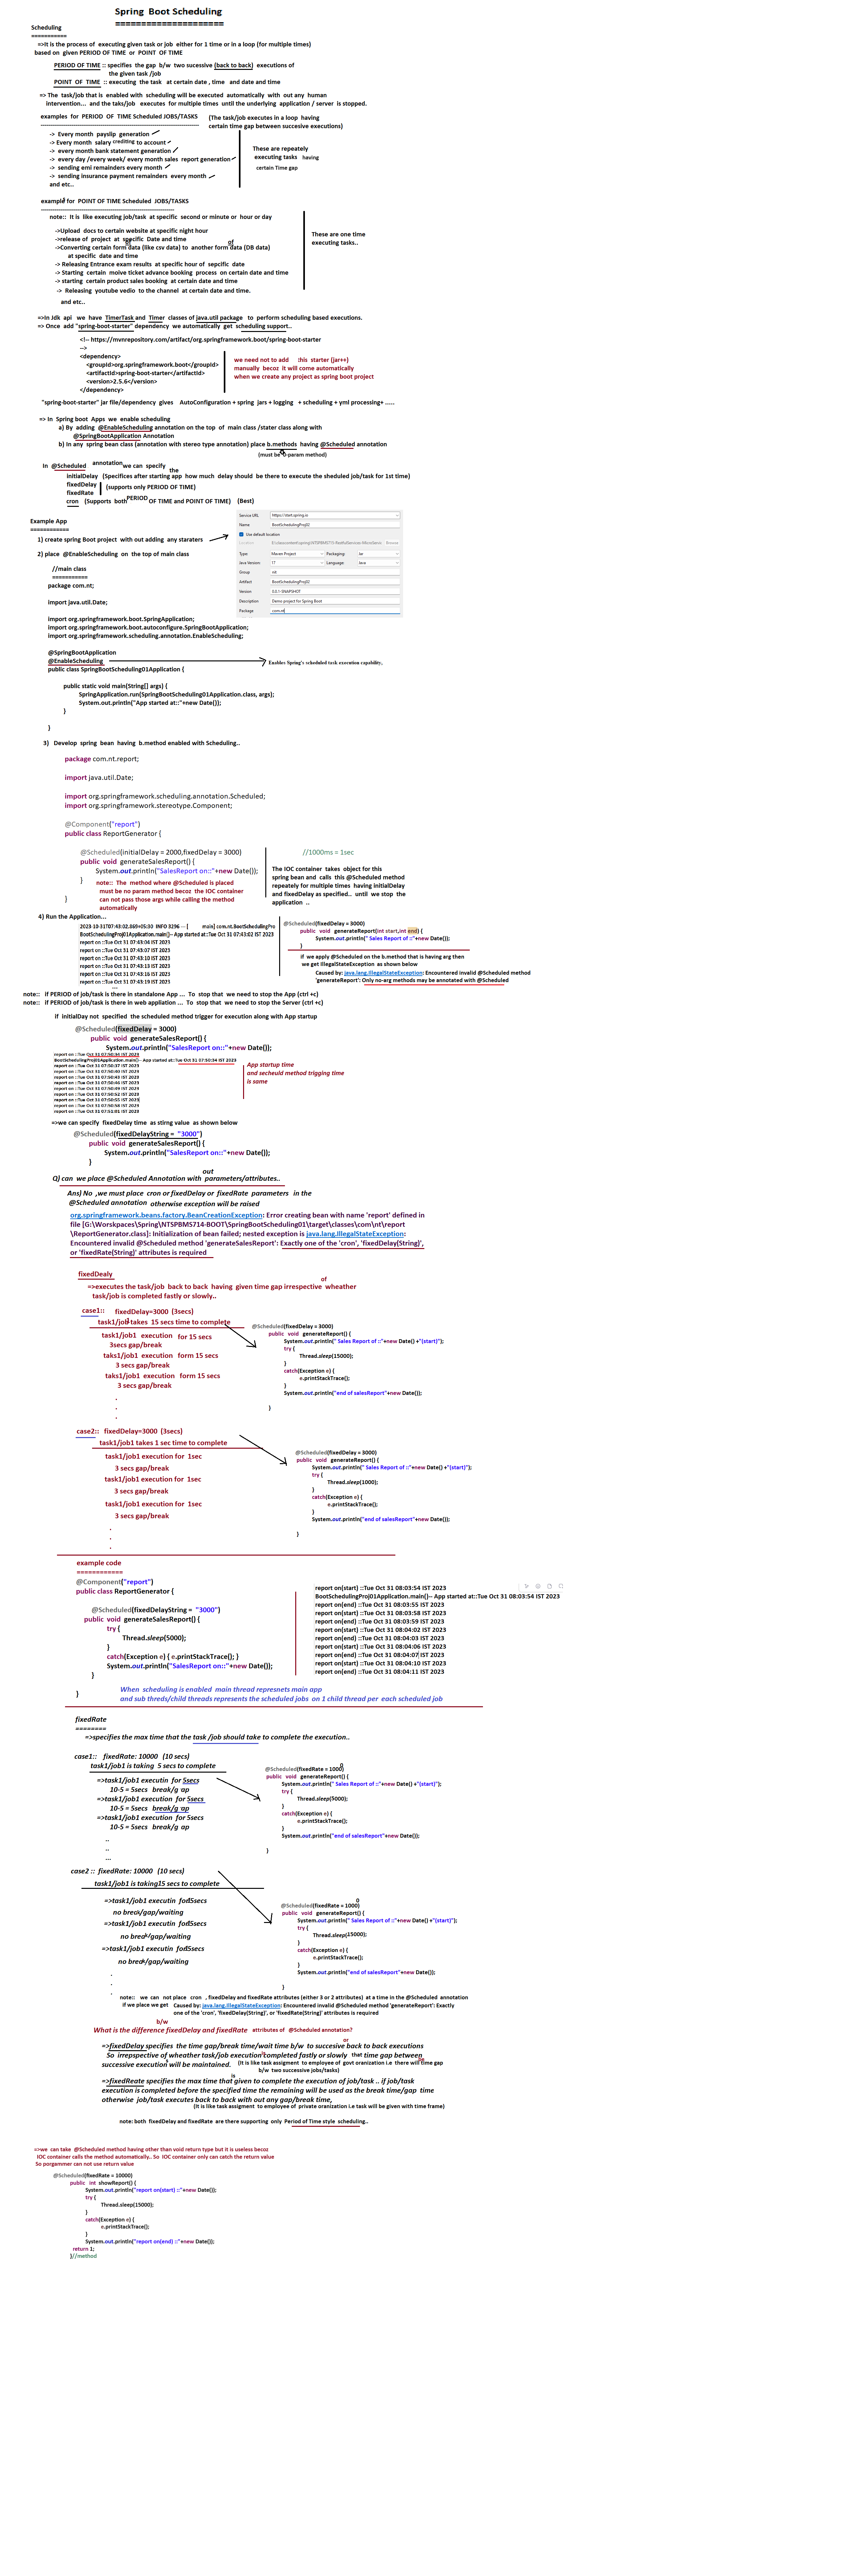 Spring Boot Scheduling
=====================
Scheduling
===========
=>It is the process of executing given task or job either for 1 time or in a loop (for multiple times)
based on given PERIOD OF TIME or POINT OF TIME
PERIOD OF TIME :: specifies the gap b/w two sucessive (back to back) executions of
the given task /job
POINT OF TIME :: executing the task at certain date , time and date and time
=> The task/job that is enabled with scheduling will be executed automatically with out any human
intervention... and the taks/job executes for multiple times until the underlying application / server is stopped.
examples for PERIOD OF TIME Scheduled JOBS/TASKS
(The task/job executes in a loop having
certain time gap between succesive executions)
-> Every month payslip generation
-> Every month salary crediting to account
-> every month bank statement generation
-> every day /every week/ every month sales report generation
-> sending emi remainders every month
-> sending insurance payment remainders every month
and etc..
These are repeately
executing tasks having
certain Time gap
example for POINT OF TIME Scheduled JOBS/TASKS
note:: It is like executing job/task at specific second or minute or hour or day
->Upload docs to certain website at specific night hour
->release of project at specific Date and time
->Converting certain form data (like csv data) to another form data (DB data)
of
at specific date and time
-> Releasing Entrance exam results at specific hour of sepcific date
-> Starting certain moive ticket advance booking process on certain date and time
-> starting certain product sales booking at certain date and time
-> Releasing youtube vedio to the channel at certain date and time.
and etc..
These are one time
executing tasks..
=>In Jdk api we have TimerTask and Timer classes of java.util package to perform scheduling based executions.
=> Once add "spring-boot-starter" dependency we automatically get scheduling support..
<!-- https://mvnrepository.com/artifact/org.springframework.boot/spring-boot-starter
-->
<dependency>
<groupId>org.springframework.boot</groupId>
<artifactId>spring-boot-starter</artifactId>
<version>2.5.6</version>
</dependency>
we need not to add this starter (jar++)
manually becoz it will come automatically
when we create any project as spring boot project
"spring-boot-starter" jar file/dependency gives AutoConfiguration + spring jars + logging + scheduling + yml processing+ .....
=> In Spring boot Apps we enable scheduling
a) By adding @EnableScheduling annotation on the top of main class /stater class along with
@SpringBootApplication Annotation
b) In any spring bean class (annotation with stereo type annotation) place b.methods having @Scheduled annotation
(must be 0-param method)
In @Scheduled annotation we can specify the
initialDelay (Specifices after starting app how much delay should be there to execute the sheduled job/task for 1st time)
fixedDelay
fixedRate
(supports only PERIOD OF TIME)
cron (Supports both PERIOD OF TIME and POINT OF TIME) (Best)
Example App
============
1) create spring Boot project with out adding any staraters
Service URL https://start.spring.io
Name BootSchedulingProj02
Use default location
Browse
Type Maven Project Packaging: Jar
Java Version: 17 Language: Java
Group nit
Artifact BootSchedulingProj02
Version 0.0.1-SNAPSHOT
Description Demo project for Spring Boot
Package com.nt
2) place @EnableScheduling on the top of main class
//main class
===========
package com.nt;
import java.util.Date;
import org.springframework.boot.SpringApplication;
import org.springframework.boot.autoconfigure.SpringBootApplication;
import org.springframework.scheduling.annotation.EnableScheduling;
@SpringBootApplication
@EnableScheduling
Enables Spring's scheduled task execution capability,
public class SpringBootScheduling01Application {
public static void main(String[] args) {
SpringApplication.run(SpringBootScheduling01Application.class, args);
System.out.println("App started at::"+new Date());
}
}
3) Develop spring bean having b.method enabled with Scheduling..
package com.nt.report;
import java.util.Date;
import org.springframework.scheduling.annotation.Scheduled;
import org.springframework.stereotype.Component;
@Component("report")
public class ReportGenerator {
@Scheduled(initialDelay = 2000,fixedDelay = 3000)
//1000ms = 1sec
public void generateSalesReport() {
System.out.println("SalesReport on::"+new Date());
}
}
note:: The method where @Scheduled is placed
must be no param method becoz the IOC container
can not pass those args while calling the method
automatically
The IOC container takes object for this
spring bean and calls this @Scheduled method
repeately for multiple times having initialDelay
and fixedDelay as specified.. until we stop the
application ..
4) Run the Application...
2023-10-31T07:43:02.869+05:30 INFO 3296 --- [ main] com.nt.BootSchedulingPro
BootSchedulingProj01Application.main()-- App started at::Tue Oct 31 07:43:02 IST 2023
report on ::Tue Oct 31 07:43:04 IST 2023
report on ::Tue Oct 31 07:43:07 IST 2023
report on ::Tue Oct 31 07:43:10 IST 2023
report on ::Tue Oct 31 07:43:13 IST 2023
report on ::Tue Oct 31 07:43:16 IST 2023
report on ::Tue Oct 31 07:43:19 IST 2023
...
@Scheduled(fixedDelay = 3000)
public void generateReport(int start,int end) {
System.out.println(" Sales Report of ::"+new Date());
}
if we apply @Scheduled on the b.method that is having arg then
we get IllegalStateException as shown below
Caused by: java.lang.IllegalStateException: Encountered invalid @Scheduled method
'generateReport': Only no-arg methods may be annotated with @Scheduled
note:: if PERIOD of job/task is there in standalone App ... To stop that we need to stop the App (ctrl +c)
note:: if PERIOD of job/task is there in web appliation ... To stop that we need to stop the Server (ctrl +c)
if initialDay not specified the scheduled method trigger for execution along with App startup
@Scheduled(fixedDelay = 3000)
public void generateSalesReport() {
System.out.println("SalesReport on::"+new Date());
report on ::Tue Oct 31 07:50:34 IST 2023
BootSchedulingProj01Application.main()-- App started at::Tue Oct 31 07:50:34 IST 2023
report on ::Tue Oct 31 07:50:37 IST 2023
report on ::Tue Oct 31 07:50:40 IST 2023
report on ::Tue Oct 31 07:50:43 IST 2023
report on ::Tue Oct 31 07:50:46 IST 2023
report on ::Tue Oct 31 07:50:49 IST 2023
report on ::Tue Oct 31 07:50:52 IST 2023
report on ::Tue Oct 31 07:50:55 IST 2023
report on ::Tue Oct 31 07:50:58 IST 2023
report on ::Tue Oct 31 07:51:01 IST 2023
App startup time
and secheuld method trigging time
is same
=>we can specify fixedDelay time as sting value as shown below
@Scheduled(fixedDelayString = "3000")
public void generateSalesReport() {
System.out.println("SalesReport on::"+new Date());
}
Q) can we place @Scheduled Annotation with out parameters/attributes..
Ans) No ,we must place cron or fixedDelay or fixedRate parameters in the
@Scheduled annotation otherwise exception will be raised
org.springframework.beans.factory.BeanCreationException: Error creating bean with name 'report' defined in
file [G:\Worskpaces\Spring\NTSPBMS714-BOOT\SpringBootScheduling01\target\classes\com\nt\report
\ReportGenerator.class]: Initialization of bean failed; nested exception is java.lang.IllegalStateException:
Encountered invalid @Scheduled method 'generateSalesReport': Exactly one of the 'cron', 'fixedDelay(String)',
or 'fixedRate(String)' attributes is required
fixedDealy
=>executes the task/job back to back having given time gap irrespective of wheather
task/job is completed fastly or slowly..
case1:: fixedDelay=3000 (3secs)
task1/job1takes 15 secs time to complete
task1/job1 execution for 15 secs
3secs gap/break
taks1/job1 execution form 15 secs
3 secs gap/break
taks1/job1 execution form 15 secs
3 secs gap/break
.
.
.
@Scheduled(fixedDelay = 3000)
public void generateReport() {
System.out.println(" Sales Report of ::"+new Date() +"(start)");
try {
Thread.sleep(15000);
}
catch(Exception e) {
e.printStackTrace();
}
System.out.println("end of salesReport"+new Date());
}
case2:: fixedDelay=3000 (3secs)
task1/job1 takes 1 sec time to complete
task1/job1 execution for 1sec
3 secs gap/break
task1/job1 execution for 1sec
3 secs gap/break
task1/job1 execution for 1sec
3 secs gap/break
.
.
.
@Scheduled(fixedDelay = 3000)
public void generateReport() {
System.out.println(" Sales Report of ::"+new Date() +"(start)");
try {
Thread.sleep(1000);
}
catch(Exception e) {
e.printStackTrace();
}
System.out.println("end of salesReport"+new Date());
}
example code
============
@Component("report")
public class ReportGenerator {
@Scheduled(fixedDelayString = "3000")
public void generateSalesReport() {
try {
Thread.sleep(5000);
}
catch(Exception e) { e.printStackTrace(); }
System.out.println("SalesReport on::"+new Date());
}
}
report on(start) ::Tue Oct 31 08:03:54 IST 2023
BootSchedulingProj01Application.main()-- App started at::Tue Oct 31 08:03:54 IST 2023
report on(end) ::Tue Oct 31 08:03:55 IST 2023
report on(start) ::Tue Oct 31 08:03:58 IST 2023
report on(end) ::Tue Oct 31 08:03:59 IST 2023
report on(start) ::Tue Oct 31 08:04:02 IST 2023
report on(end) ::Tue Oct 31 08:04:03 IST 2023
report on(start) ::Tue Oct 31 08:04:06 IST 2023
report on(end) ::Tue Oct 31 08:04:07 IST 2023
report on(start) ::Tue Oct 31 08:04:10 IST 2023
report on(end) ::Tue Oct 31 08:04:11 IST 2023
When scheduling is enabled main thread represnets main app
and sub threds/child threads represents the scheduled jobs on 1 child thread per each scheduled job
fixedRate
========
=>specifies the max time that the task /job should take to complete the execution..
case1:: fixedRate: 10000 (10 secs)
task1/job1 is taking 5 secs to complete
=>task1/job1 executin for 5secs
10-5 = 5secs break/g ap
=>task1/job1 execution for 5secs
10-5 = 5secs break/g ap
=>task1/job1 execution for 5secs
10-5 = 5secs break/g ap
..
..
...
@Scheduled(fixedRate = 10000)
public void generateReport() {
System.out.println(" Sales Report of ::"+new Date() +"(start)");
try {
Thread.sleep(5000);
}
catch(Exception e) {
e.printStackTrace();
}
System.out.println("end of salesReport"+new Date());
}
case2 :: fixedRate: 10000 (10 secs)
task1/job1 is taking15 secs to complete
=>task1/job1 executin for15secs
no break/gap/waiting
=>task1/job1 executin for15secs
no break/gap/waiting
=>task1/job1 executin for15secs
no break/gap/waiting
.
.
.
@Scheduled(fixedRate = 10000)
public void generateReport() {
System.out.println(" Sales Report of ::"+new Date() +"(start)");
try {
Thread.sleep(15000);
}
catch(Exception e) {
e.printStackTrace();
}
System.out.println("end of salesReport"+new Date());
}
note:: we can not place cron , fixedDelay and fixedRate attributes (either 3 or 2 attributes) at a time in the @Scheduled annotation
if we place we get Caused by: java.lang.IllegalStateException: Encountered invalid @Scheduled method 'generateReport': Exactly
one of the 'cron', 'fixedDelay(String)', or 'fixedRate(String)' attributes is required
What is the difference b/w fixedDelay and fixedRate attributes of @Scheduled annotation?
=>fixedDelay specifies the time gap/break time/wait time b/w to succesive or back to back executions
So irrepspective of wheather task/job execution is completed fastly or slowly that time gap between
successive executions will be maintained. (It is like task assigment to employee of govt oranization i.e there will be time gap
b/w two successive jobs/tasks)
=>fixedReate specifies the max time that is given to complete the execution of job/task .. if job/task
execution is completed before the specified time the remaining will be used as the break time/gap time
otherwise job/task executes back to back with out any gap/break time,
(It is like task assigment to employee of private oranization i.e task will be given with time frame)
note: both fixedDelay and fixedRate are there supporting only Period of Time style scheduling..
=>we can take @Scheduled method having other than void return type but it is useless becoz
IOC container calls the method automatically.. So IOC container only can catch the return value
So porgammer can not use return value
@Scheduled(fixedRate = 10000)
public int showReport() {
System.out.println("report on(start) ::"+new Date());
try {
Thread.sleep(15000);
}
catch(Exception e) {
e.printStackTrace();
}
System.out.println("report on(end) ::"+new Date());
return 1;
}//method